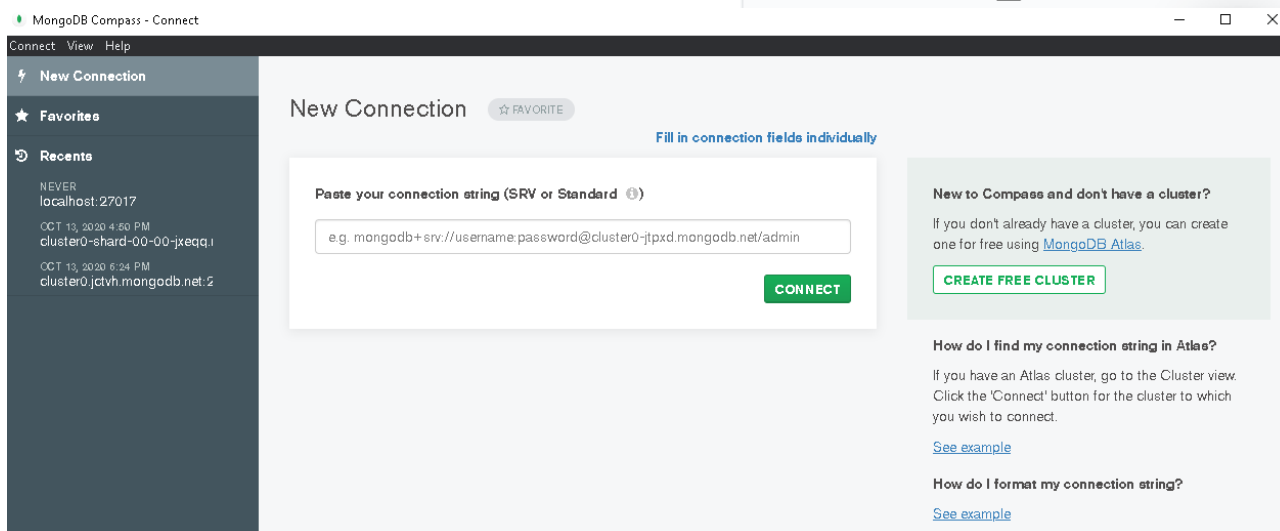 MongoDB Compass - Connect
Connect View Help
New Connection
Favorites
Recents
NEVER
localhost:27017
OCT 13, 2020 4:50 PM
cluster0-shard-00-00-jxeqq.
OCT 13, 2020 6:24 PM
cluster0.jctvh.mongodb.net:2
New Connection
FAVORITE
Fill in connection fields individually
Paste your connection string (SRV or Standard )
e.g. mongodb+srv://username:password@cluster0-jtpxd.mongodb.net/admin
CONNECT
New to Compass and don't have a cluster?
If you don't already have a cluster, you can create
one for free using MongoDB Atlas.
CREATE FREE CLUSTER
How do I find my connection string in Atlas?
If you have an Atlas cluster, go to the Cluster view.
Click the 'Connect' button for the cluster to which
you wish to connect.
See example
How do I format my connection string?
See example